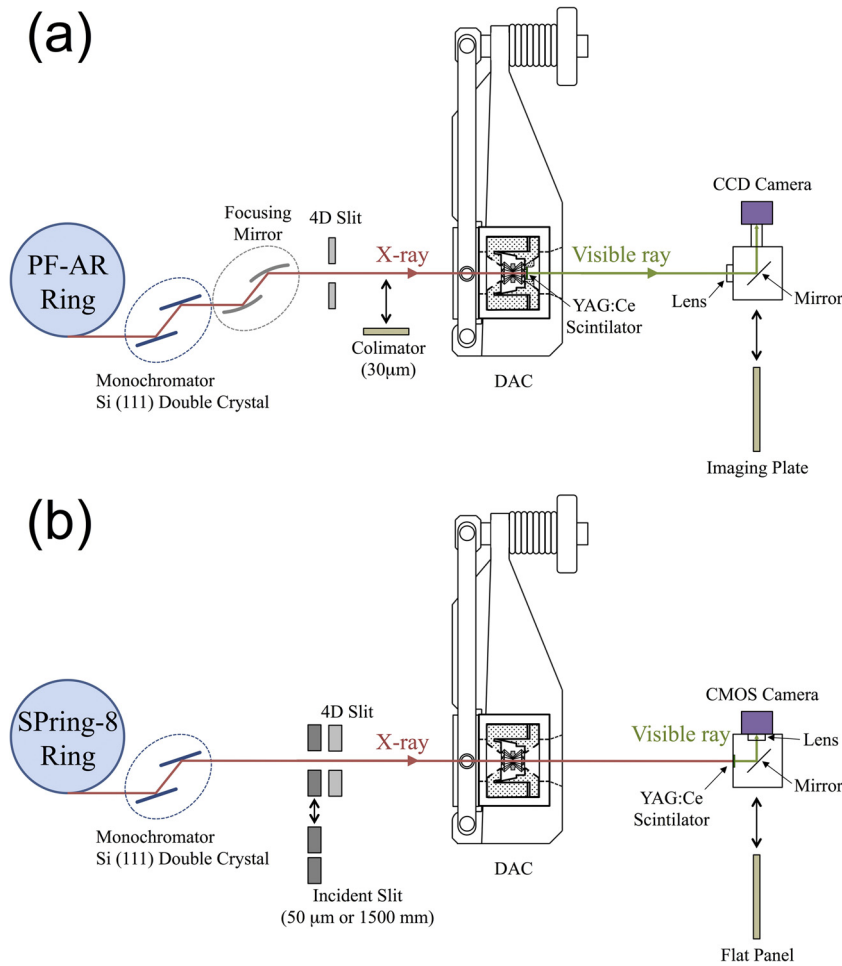 (a)
PF-AR
Ring
Monochromator
Si (111) Double Crystal
Focusing
Mirror
4D Slit
X-ray
Colimator
(30μm)
DAC
Visible ray
YAG:Ce
Scintilator
CCD Camera
Lens
Mirror
Imaging Plate
(b)
SPring-8
Ring
Monochromator
Si (111) Double Crystal
4D Slit
X-ray
Incident Slit
(50 μm or 1500 mm)
DAC
CMOS Camera
Visible ray
Lens
YAG:Ce
Scintilator
Mirror
Flat Panel